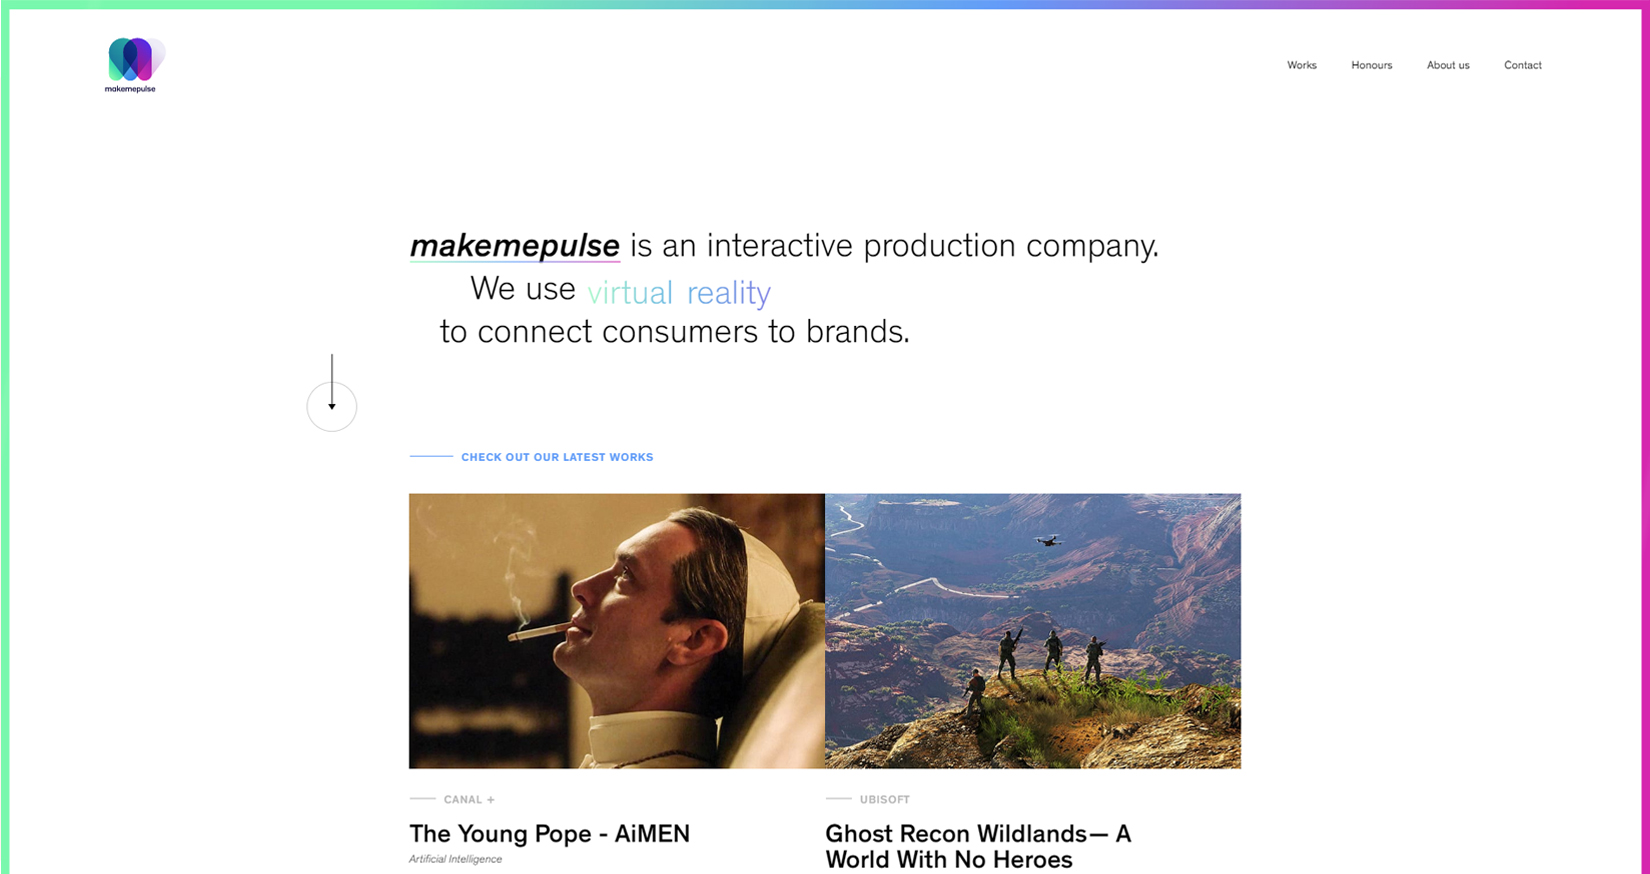 makemepulse
Works
Honours
About us
Contact
makemepulse is an interactive production company.
We use virtual reality
to connect consumers to brands.
CHECK OUT OUR LATEST WORKS
CANAL +
The Young Pope - AiMEN
Artificial Intelligence
UBISOFT
Ghost Recon Wildlands— A
World With No Heroes